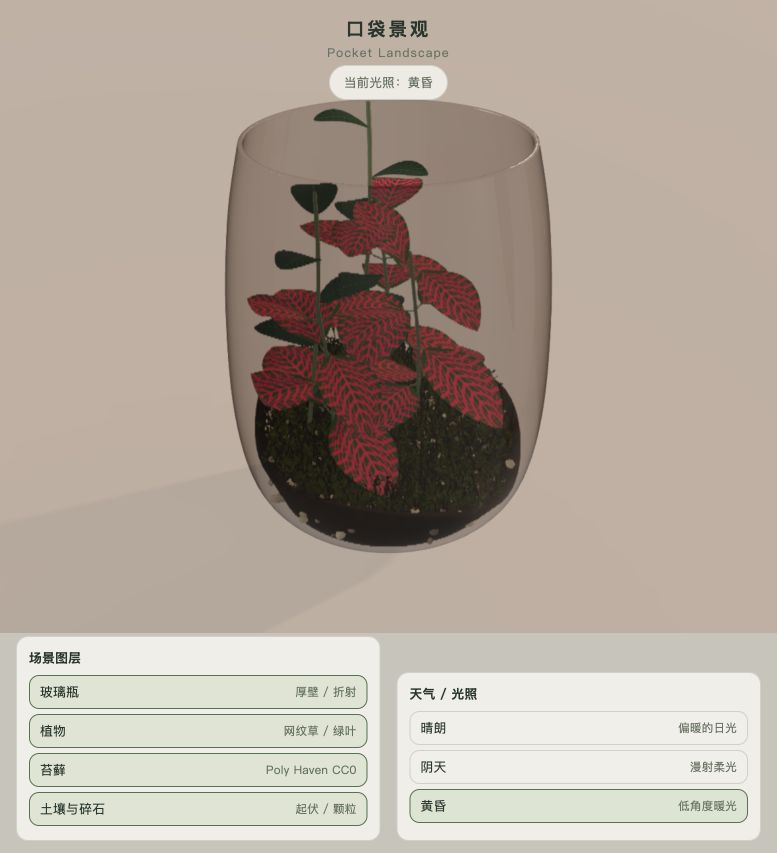 口袋景观
Pocket Landscape
当前光照：黄昏
场景图层
玻璃瓶 厚壁 / 折射
植物 网纹草 / 绿叶
苔藓 Poly Haven CC0
土壤与碎石 起伏 / 颗粒
天气 / 光照
晴朗 偏暖的日光
阴天 漫射柔光
黄昏 低角度暖光